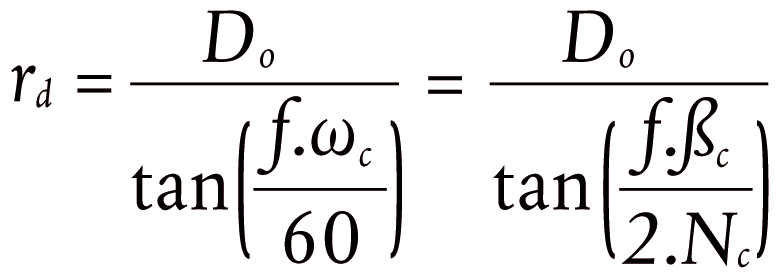 r_d = D_o / tan(f.ω_c / 60) = D_o / tan(f.ß_c / 2.N_c)